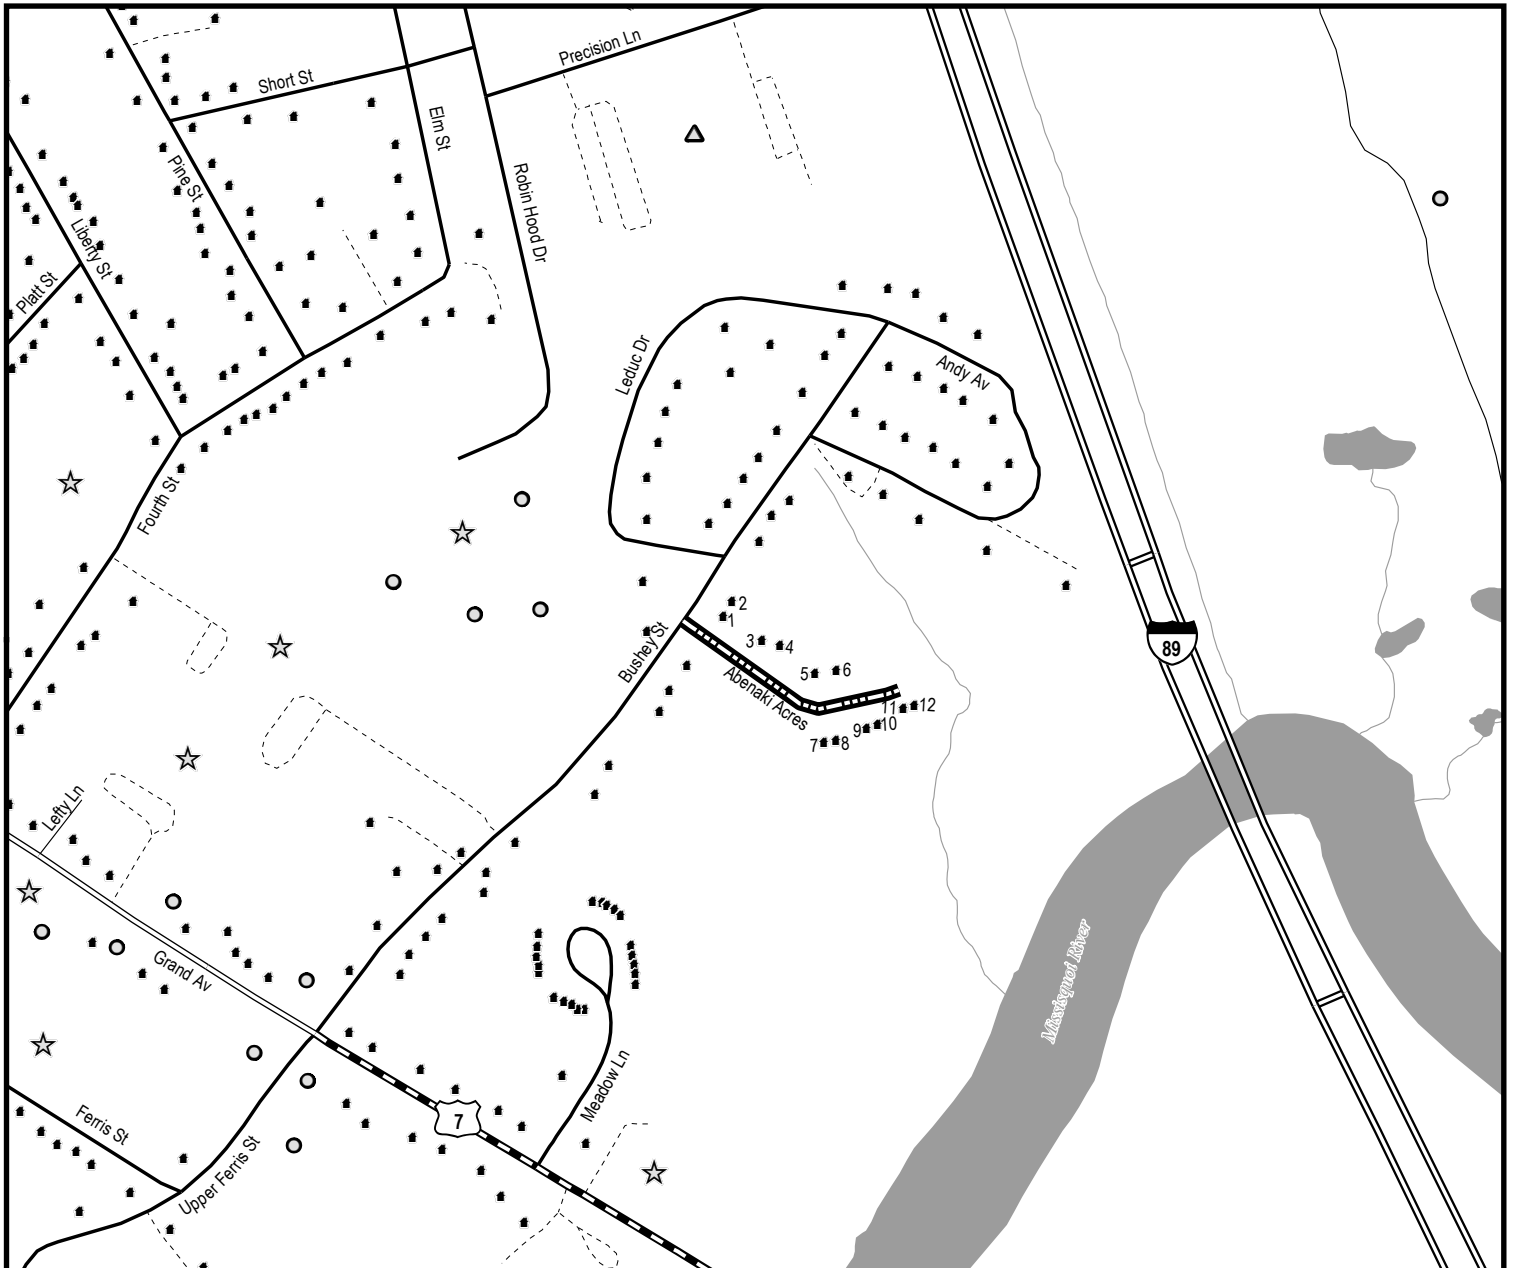 Precision Ln
Short St
Elm St
Robin Hood Dr
Pine St
Liberty St
Platt St
Leduc Dr
Andy Av
Fourth St
Bushey St
2
1
3
4
5
6
Abenaki Acres
11
12
9
10
7
8
89
Lefty Ln
Grand Av
Missisquoi River
Meadow Ln
7
Ferris St
Upper Ferris St